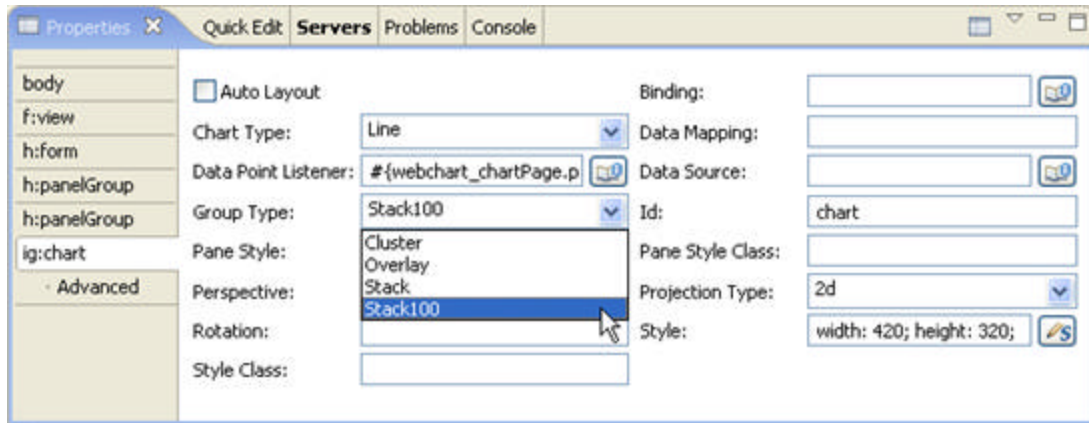 Properties Quick Edit Servers Problems Console
body
f:view
h:form
h:panelGroup
h:panelGroup
ig:chart
· Advanced
Auto Layout Binding:
Chart Type: Line Data Mapping:
Data Point Listener: #{webchart_chartPage.p Data Source:
Group Type: Stack100 Id: chart
Pane Style: Cluster Pane Style Class:
Overlay
Perspective: Stack Projection Type: 2d
Stack100
Rotation: Style: width: 420; height: 320;
Style Class: